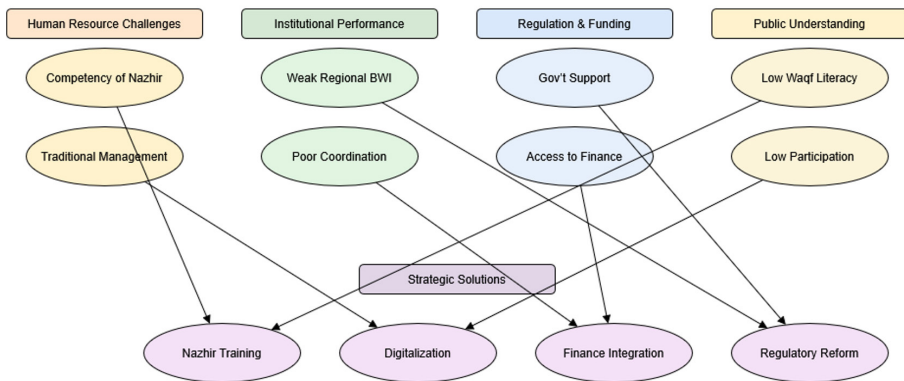 Human Resource Challenges
Institutional Performance
Regulation & Funding
Public Understanding
Competency of Nazhir
Weak Regional BWI
Gov't Support
Low Waqf Literacy
Traditional Management
Poor Coordination
Access to Finance
Low Participation
Strategic Solutions
Nazhir Training
Digitalization
Finance Integration
Regulatory Reform